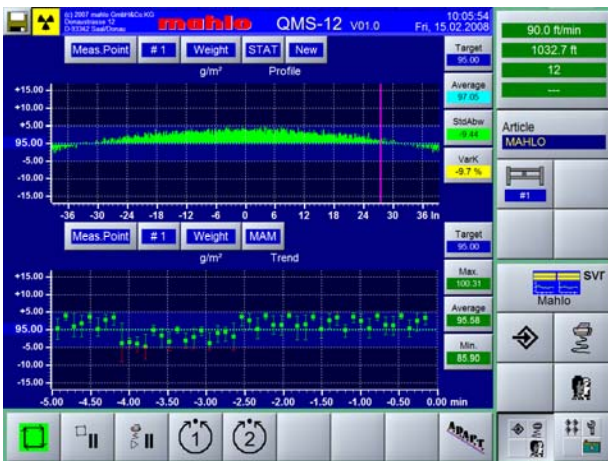 (c) 2007 mahlo GmbH&Co.KG
Donaustrasse 12
D-93342 Saal/Donau
mahlo
QMS-12 V01.0
10:05:54
Fri, 15.02.2008
90.0 ft/min
1032.7 ft
12
---
Meas.Point #1 Weight STAT New
g/m² Profile
Target
95.00
Average
97.05
StdAbw
-9.44
VarK
-9.7 %
+15.00
+10.00
+5.00
95.00
-5.00
-10.00
-15.00
-36 -30 -24 -18 -12 -6 0 6 12 18 24 30 36 In
Article
MAHLO
#1
Meas.Point #1 Weight MAM
g/m² Trend
Target
95.00
Max.
100.31
Average
95.58
Min.
85.90
+15.00
+10.00
+5.00
95.00
-5.00
-10.00
-15.00
-5.00 -4.50 -4.00 -3.50 -3.00 -2.50 -2.00 -1.50 -1.00 -0.50 0.00 min
svr
Mahlo
1
2
ADAPT